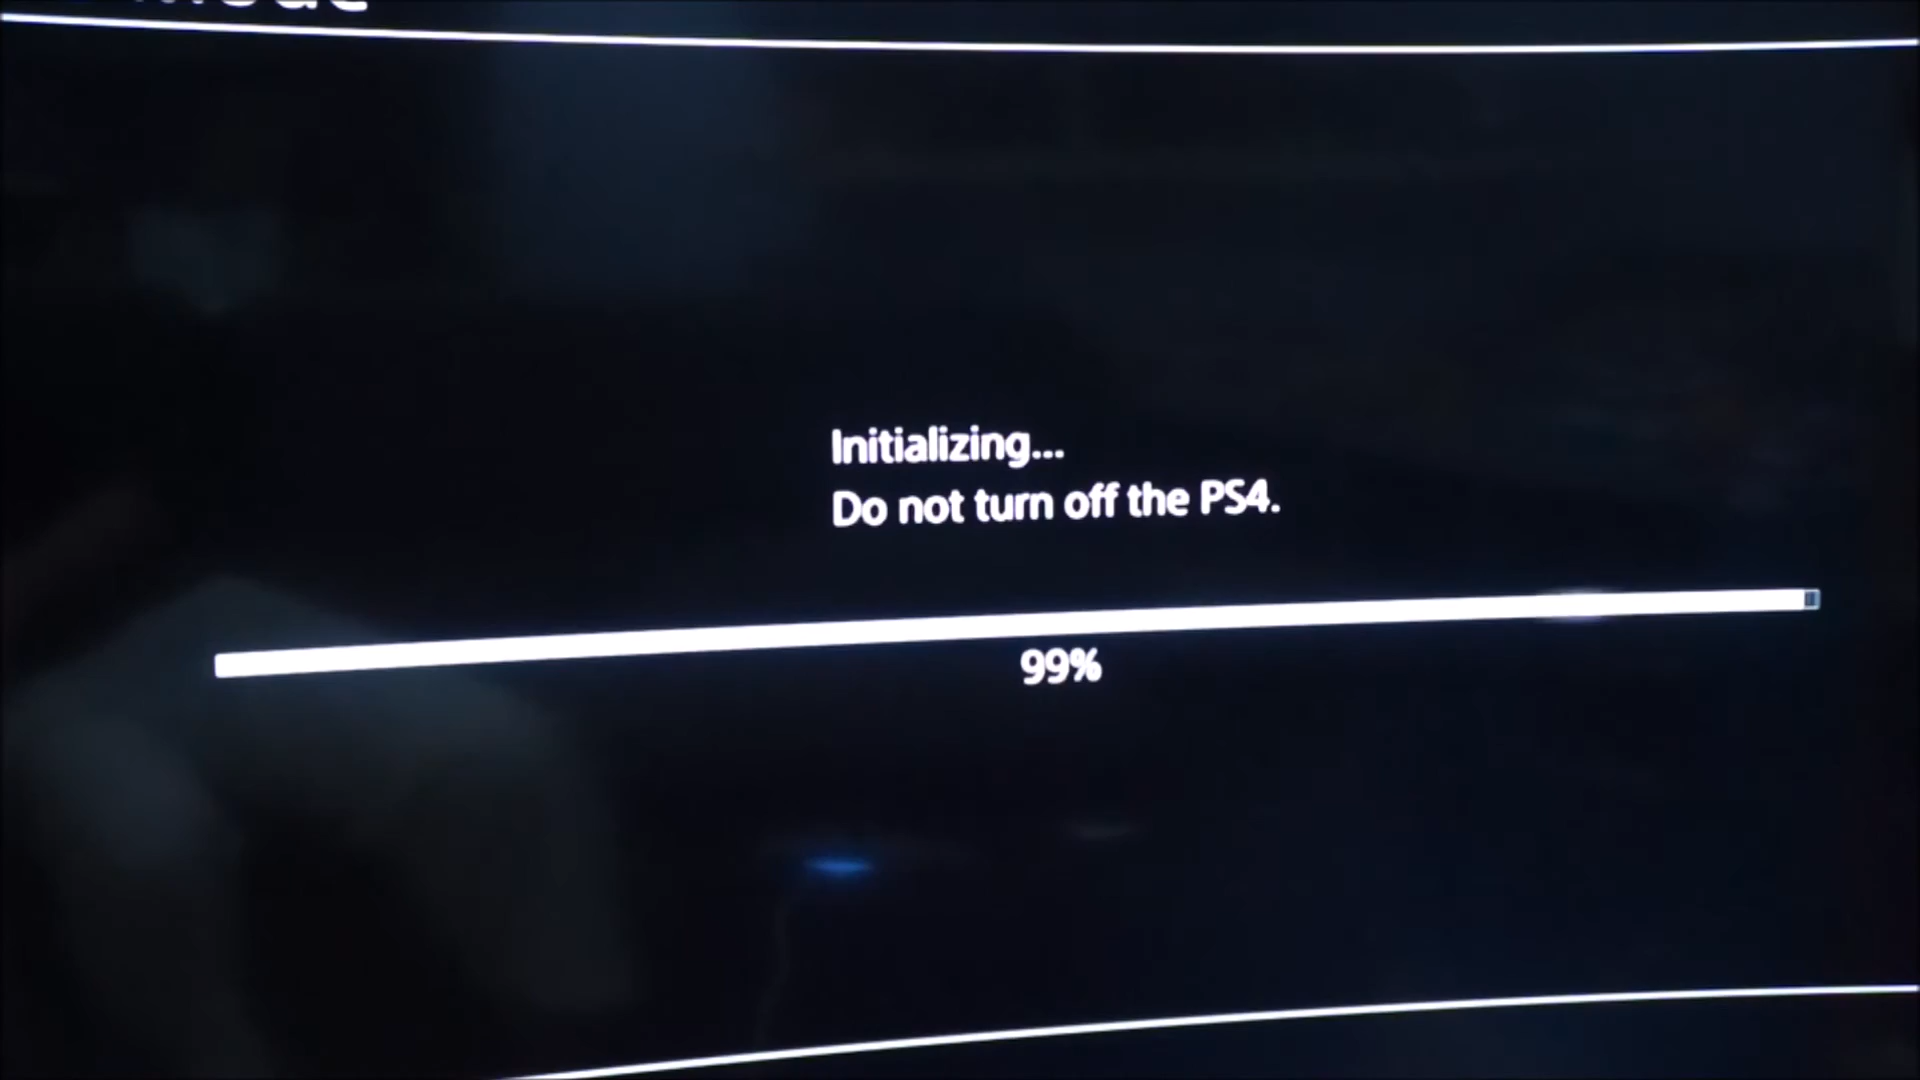 Initializing...
Do not turn off the PS4.
99%